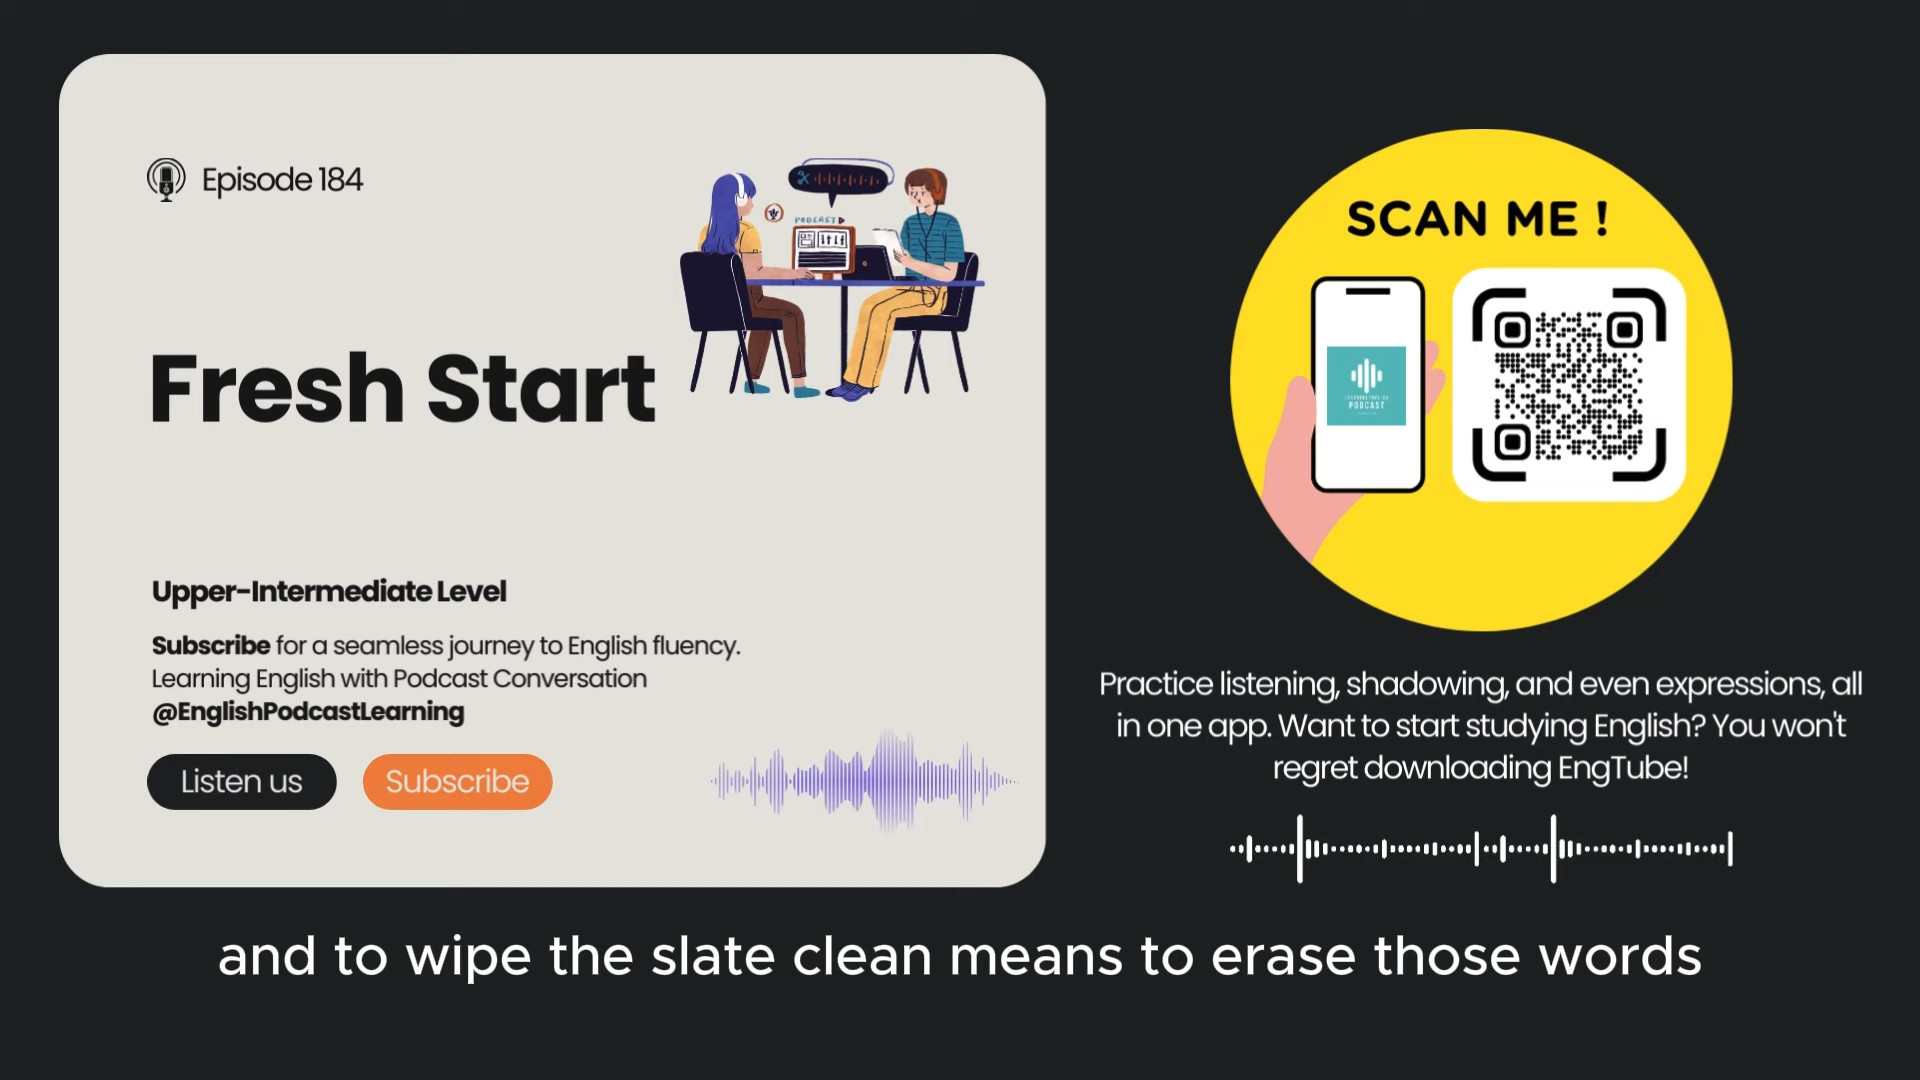 Episode 184
PODCAST
Fresh Start
Upper-Intermediate Level
Subscribe for a seamless journey to English fluency.
Learning English with Podcast Conversation
@EnglishPodcastLearning
Listen us
Subscribe
SCAN ME !
PODCAST
Practice listening, shadowing, and even expressions, all
in one app. Want to start studying English? You won't
regret downloading EngTube!
and to wipe the slate clean means to erase those words